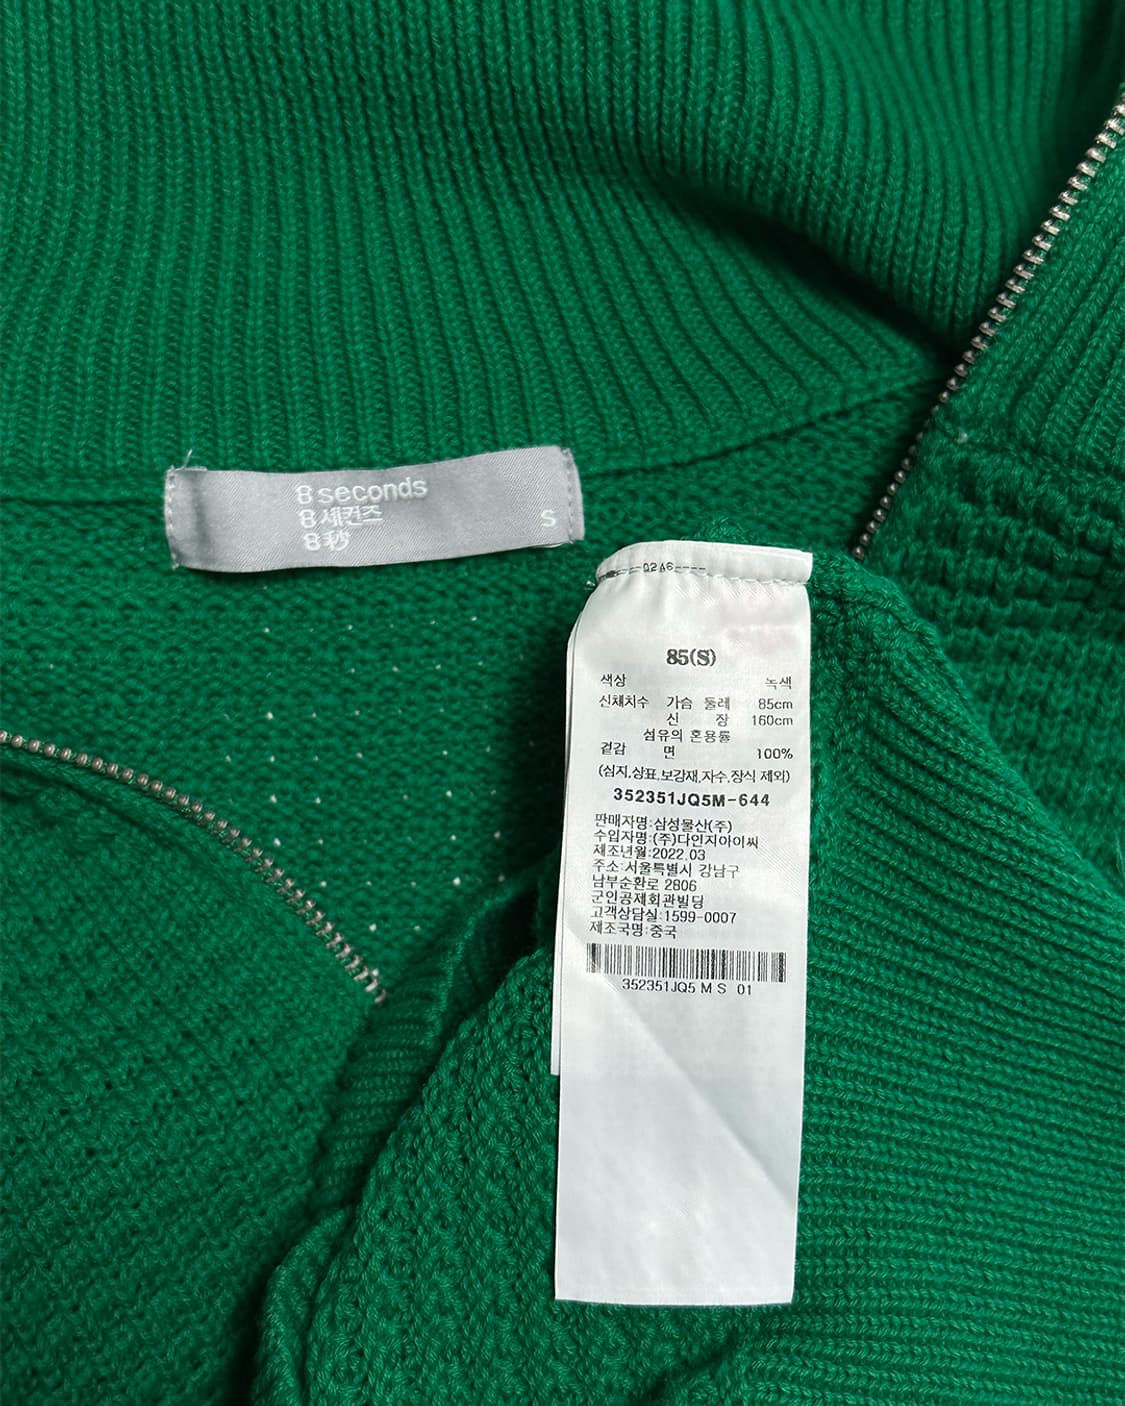 8 seconds
8 세컨즈
8 秒
S
0246
85(S)
색상 녹색
신체치수 가슴 둘레 85cm
신 장 160cm
섬유의 혼용률
겉감 면 100%
(심지,상표,보강재,자수,장식 제외)
352351JQ5M-644
판매자명:삼성물산(주)
수입자명:(주)다인지아이씨
제조년월:2022.03
주소:서울특별시 강남구
남부순환로 2806
군인공제회관빌딩
고객상담실:1599-0007
제조국명:중국
352351JQ5 M S 01